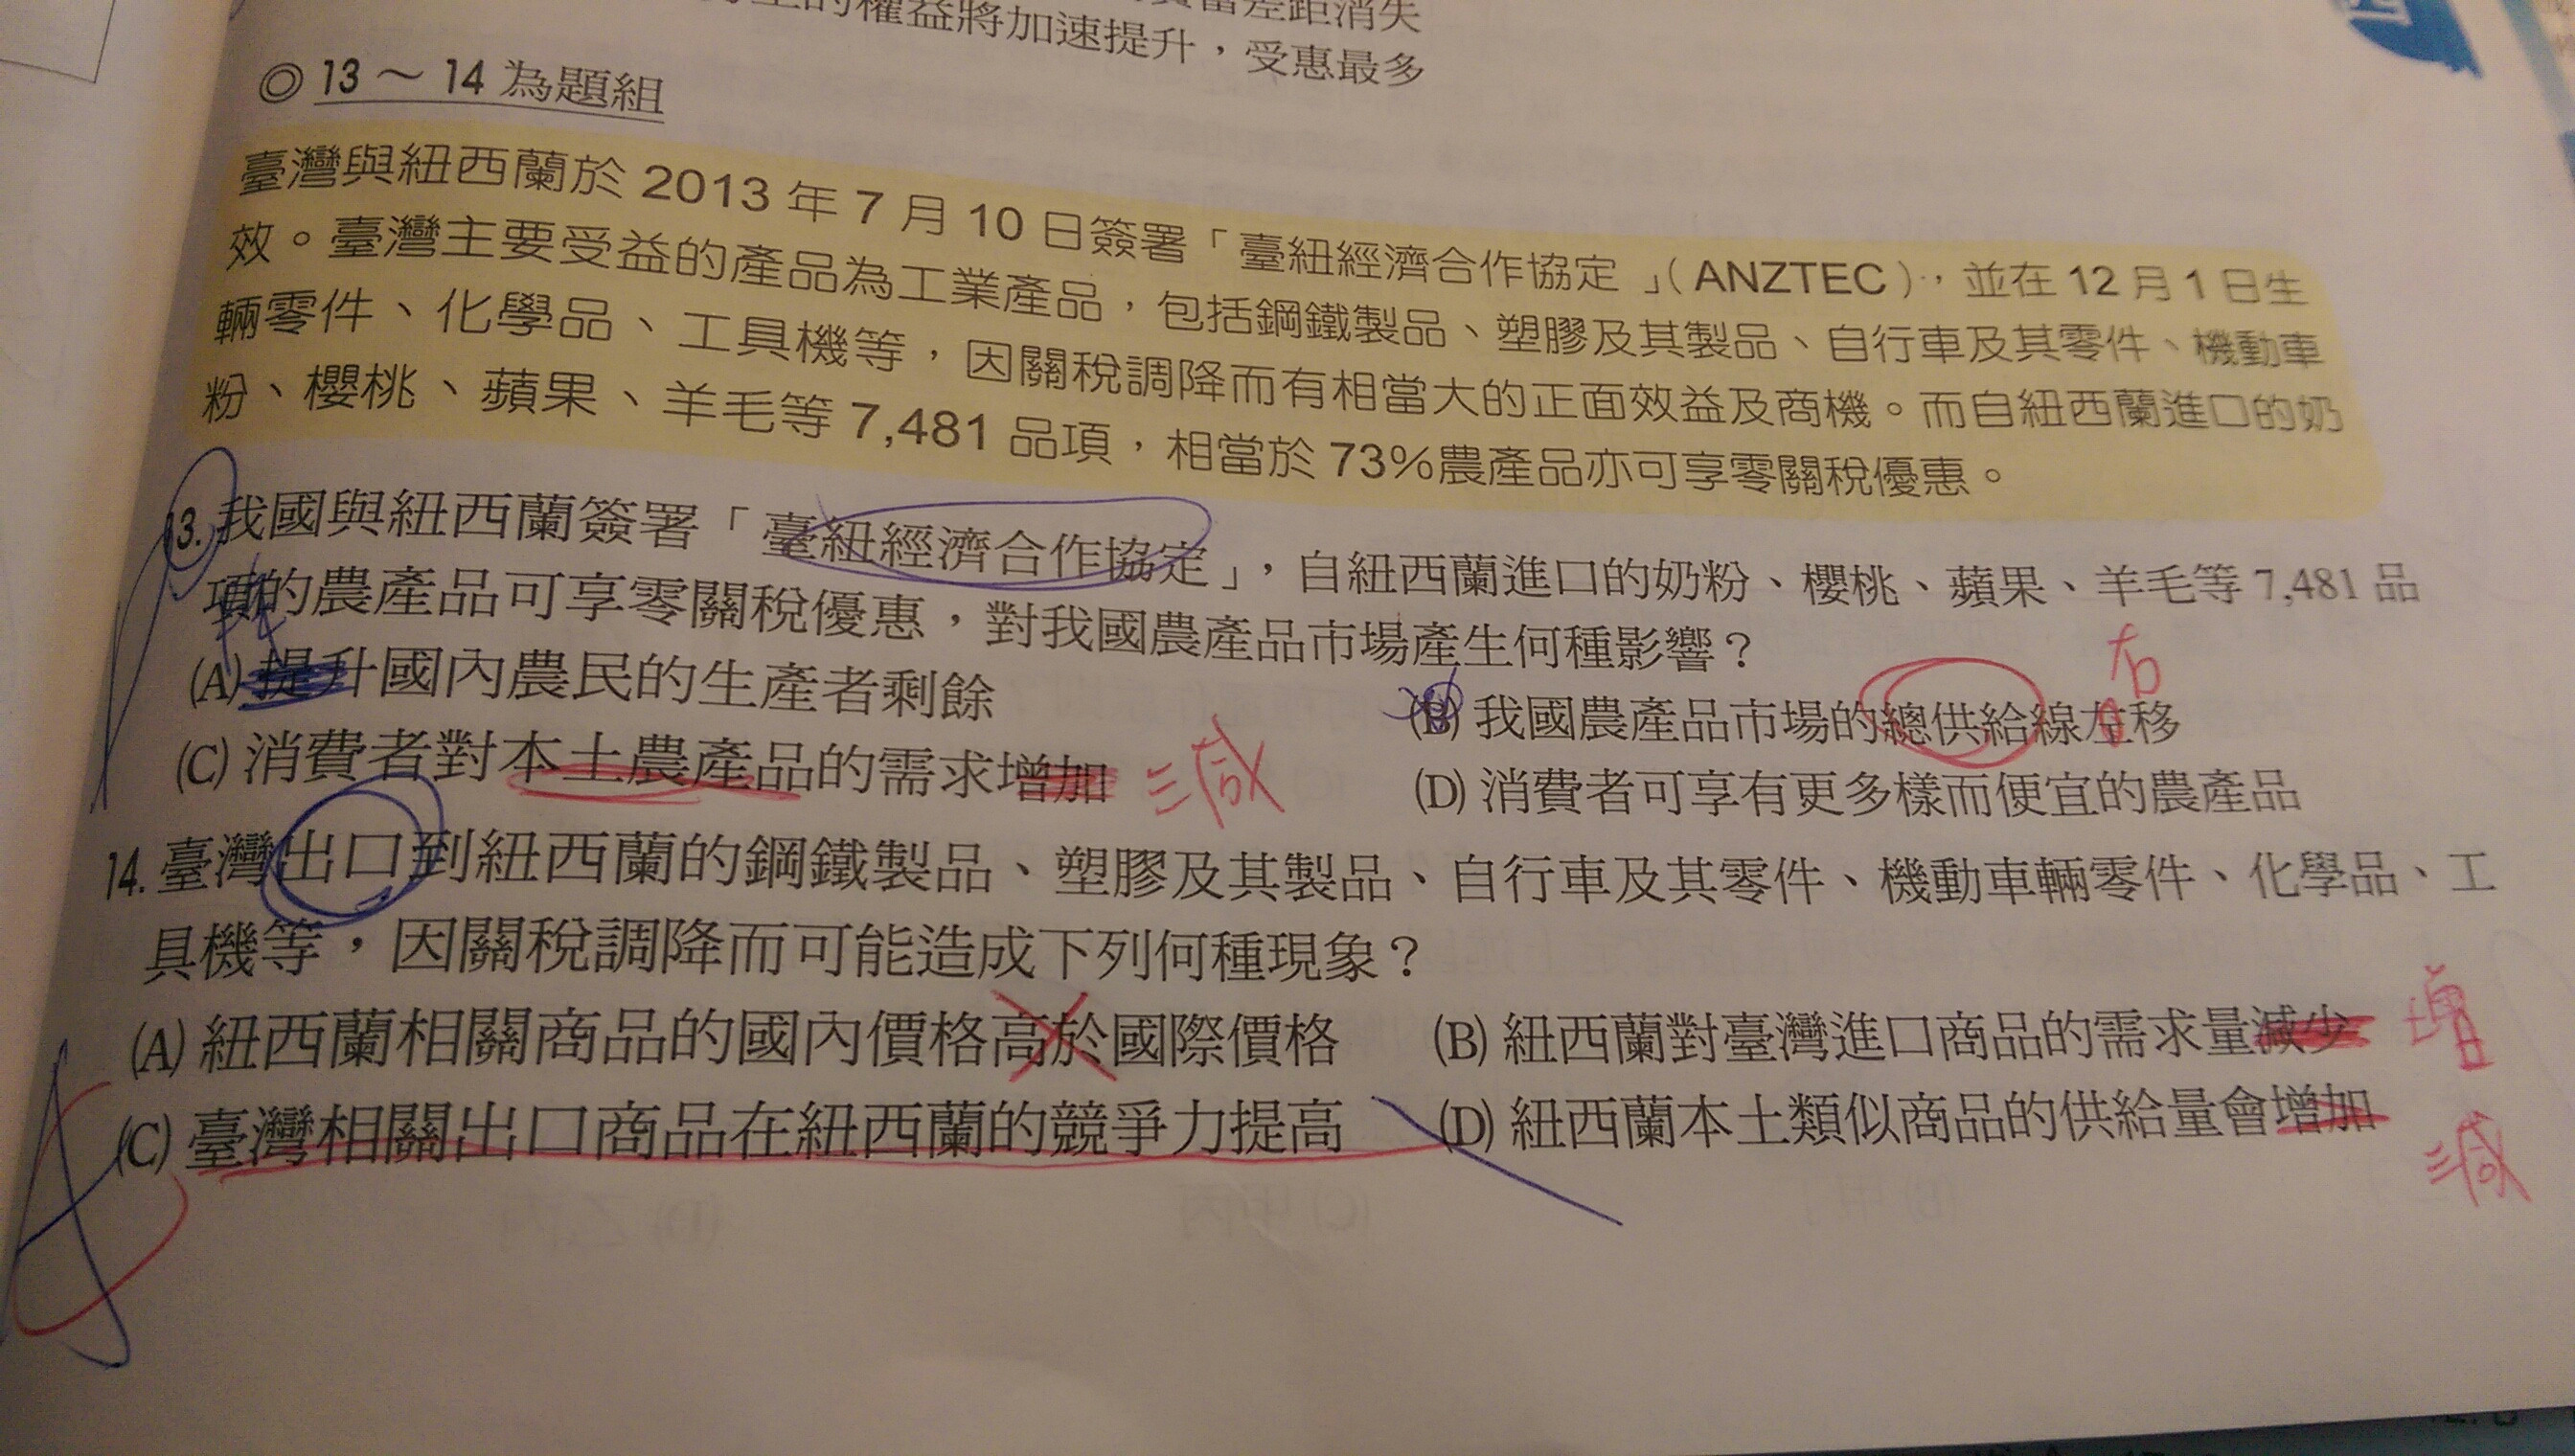 的權益將加速提升,受惠最多
差距消失
◎ 13～14 為題組
臺灣與紐西蘭於 2013 年 7 月 10 日簽署「臺紐經濟合作協定」(ANZTEC),並在 12 月 1 日生
效。臺灣主要受益的產品為工業產品,包括鋼鐵製品、塑膠及其製品、自行車及其零件、機動車
輛零件、化學品、工具機等,因關稅調降而有相當大的正面效益及商機。而自紐西蘭進口的奶
粉、櫻桃、蘋果、羊毛等 7,481 品項,相當於 73%農產品亦可享零關稅優惠。
13. 我國與紐西蘭簽署「臺紐經濟合作協定」,自紐西蘭進口的奶粉、櫻桃、蘋果、羊毛等 7,481 品
項的農產品可享零關稅優惠,對我國農產品市場產生何種影響?
(A) 提升國內農民的生產者剩餘
(B) 我國農產品市場的總供給線左移
右
(C) 消費者對本土農產品的需求增加
減
(D) 消費者可享有更多樣而便宜的農產品
14. 臺灣出口到紐西蘭的鋼鐵製品、塑膠及其製品、自行車及其零件、機動車輛零件、化學品、工
具機等,因關稅調降而可能造成下列何種現象?
(A) 紐西蘭相關商品的國內價格高於國際價格
(B) 紐西蘭對臺灣進口商品的需求量減少
增
(C) 臺灣相關出口商品在紐西蘭的競爭力提高
(D) 紐西蘭本土類似商品的供給量會增加
減